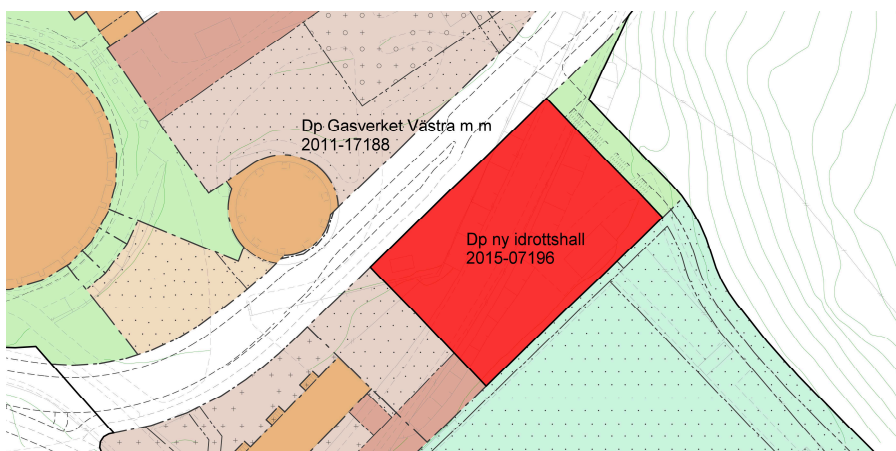 Dp Gasverket Västra m m
2011-17188
Dp ny idrottshall
2015-07196